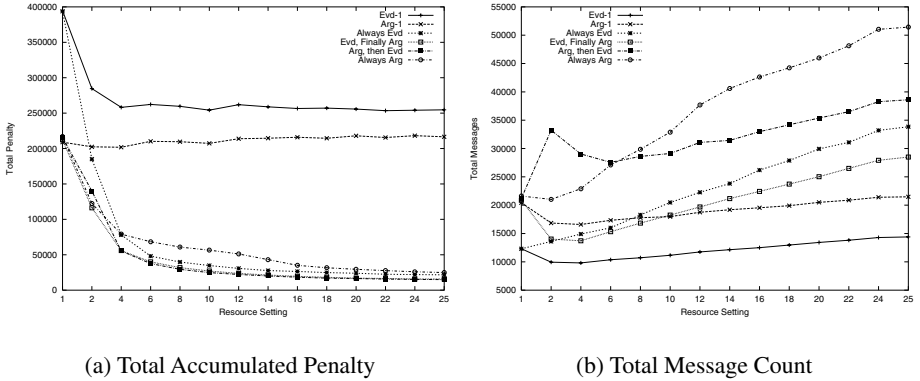 Evd-1
Arg-1
Always Evd
Evd, Finally Arg
Arg, then Evd
Always Arg
400000
350000
300000
250000
200000
150000
100000
50000
0
Total Penalty
1 2 4 6 8 10 12 14 16 18 20 22 24 25
Resource Setting
(a) Total Accumulated Penalty
Evd-1
Arg-1
Always Evd
Evd, Finally Arg
Arg, then Evd
Always Arg
55000
50000
45000
40000
35000
30000
25000
20000
15000
10000
5000
Total Messages
1 2 4 6 8 10 12 14 16 18 20 22 24 25
Resource Setting
(b) Total Message Count